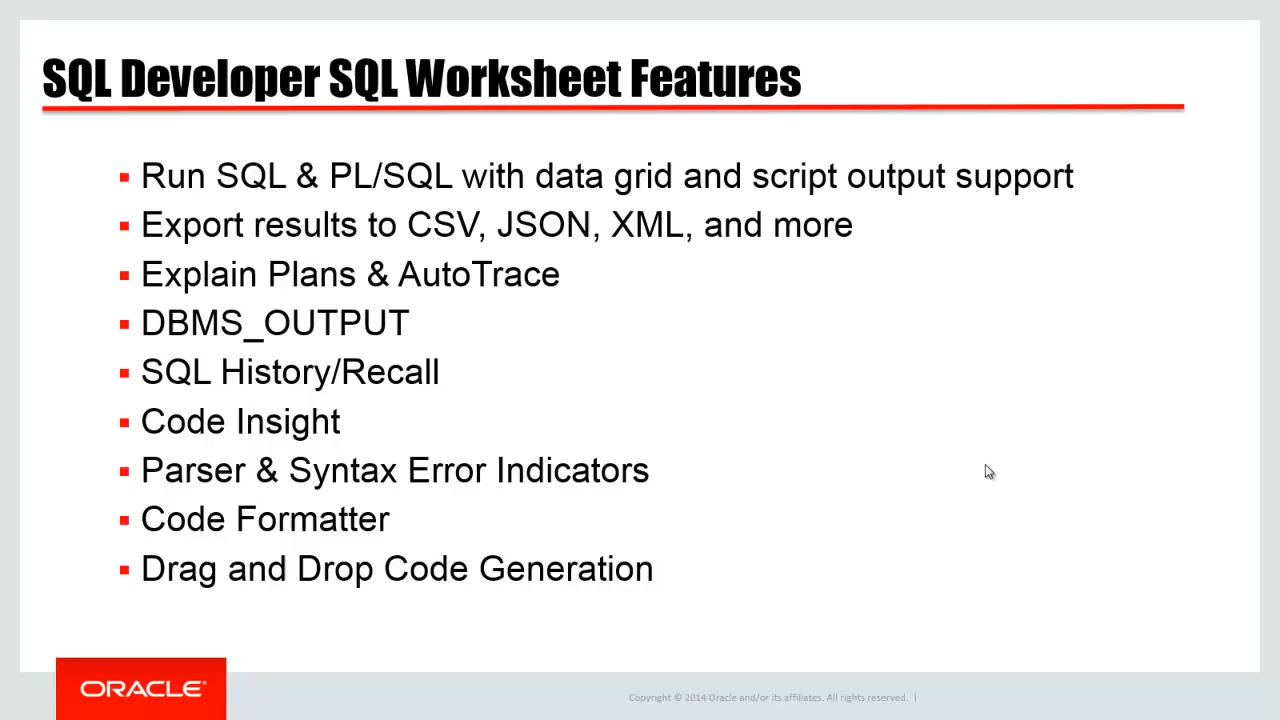 SQL Developer SQL Worksheet Features
▪ Run SQL & PL/SQL with data grid and script output support
▪ Export results to CSV, JSON, XML, and more
▪ Explain Plans & AutoTrace
▪ DBMS_OUTPUT
▪ SQL History/Recall
▪ Code Insight
▪ Parser & Syntax Error Indicators
▪ Code Formatter
▪ Drag and Drop Code Generation
ORACLE®
Copyright © 2014 Oracle and/or its affiliates. All rights reserved. |